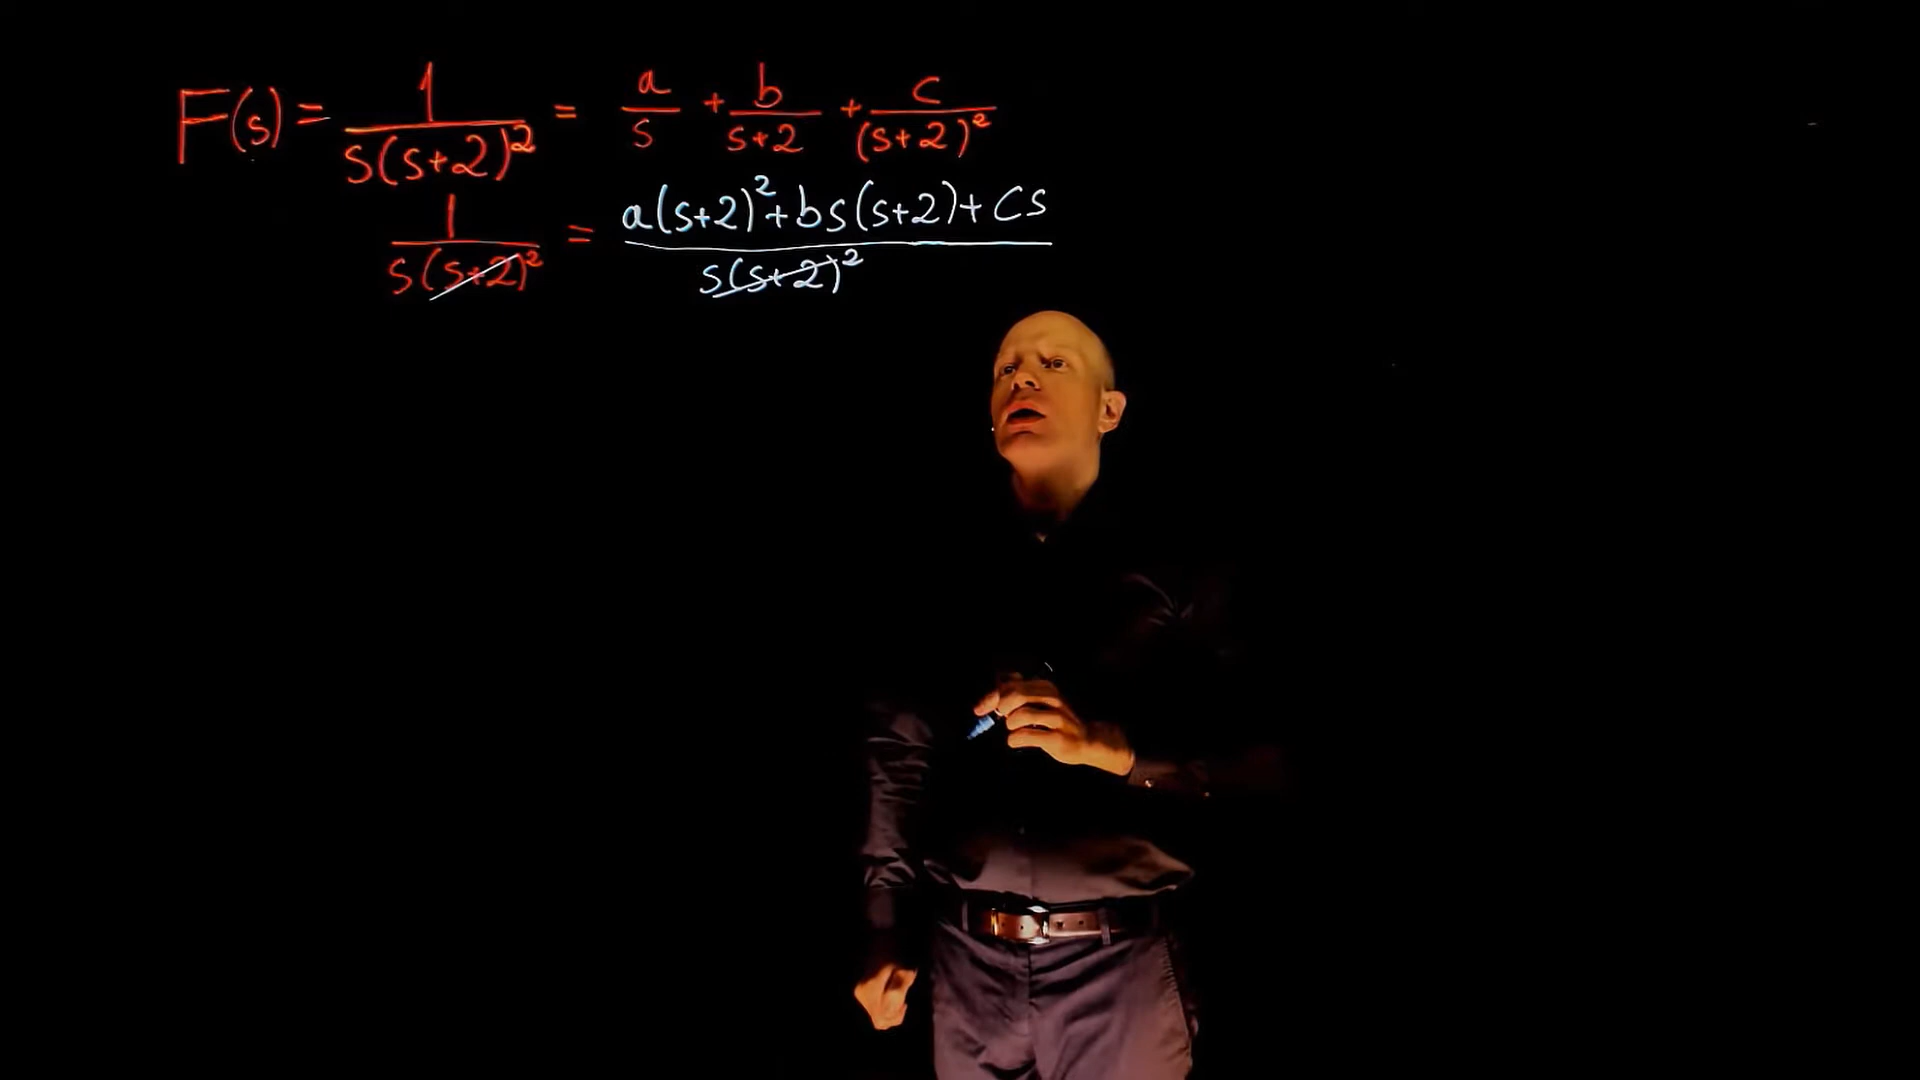 F(s) = 1/(s(s+2)²) = a/s + b/(s+2) + c/(s+2)²
1/(s(s+2)²) = (a(s+2)² + bs(s+2) + cs)/(s(s+2)²)